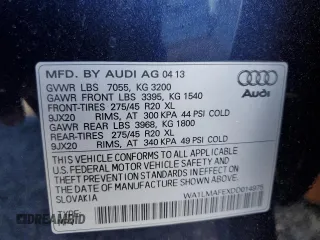 MFD. BY AUDI AG 04 13
GVWR LBS 7055, KG 3200
GAWR FRONT LBS 3395, KG 1540
FRONT-TIRES 275/45 R20 XL
9JX20 RIMS, AT 300 KPA 44 PSI COLD
GAWR REAR LBS 3968, KG 1800
REAR-TIRES 275/45 R20 XL
9JX20 RIMS, AT 340 KPA 49 PSI COLD
THIS VEHICLE CONFORMS TO ALL APPLICABLE
U.S. FEDERAL MOTOR VEHICLE SAFETY AND
THEFT PREVENTION STANDARDS IN EFFECT ON
THE DATE OF MANUFACTURE SHOWN ABOVE.
SLOVAKIA
Audi